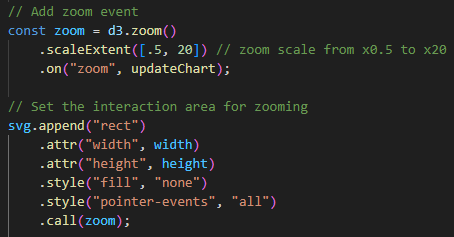 // Add zoom event
const zoom = d3.zoom()
    .scaleExtent([.5, 20]) // zoom scale from x0.5 to x20
    .on("zoom", updateChart);

// Set the interaction area for zooming
svg.append("rect")
    .attr("width", width)
    .attr("height", height)
    .style("fill", "none")
    .style("pointer-events", "all")
    .call(zoom);